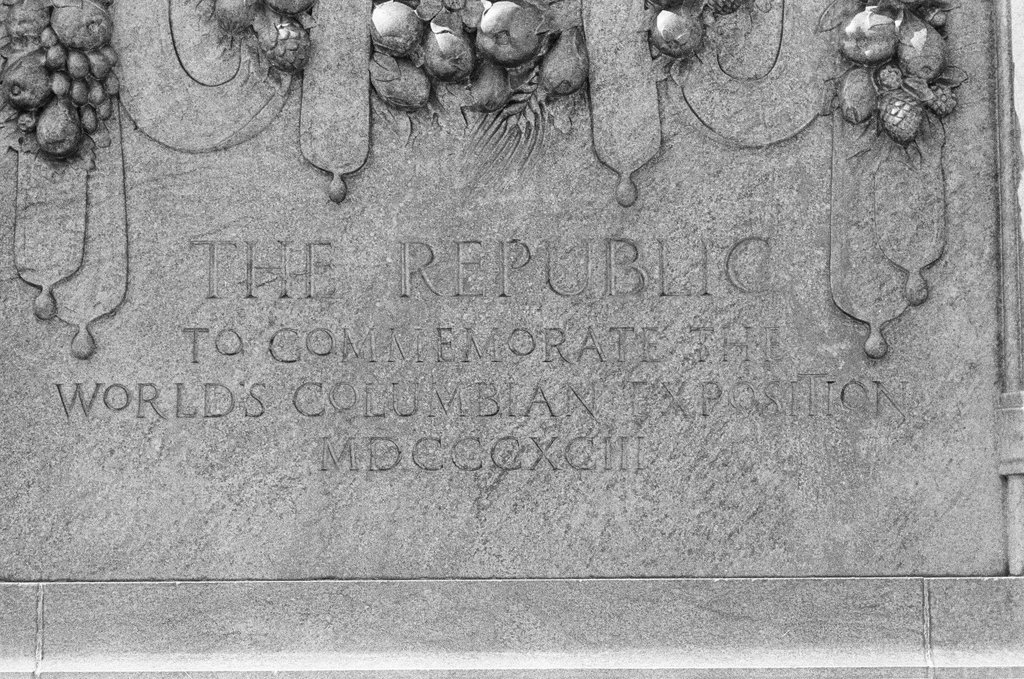 THE REPUBLIC
TO COMMEMORATE THE
WORLD'S COLUMBIAN EXPOSITION
MDCCCXCIII